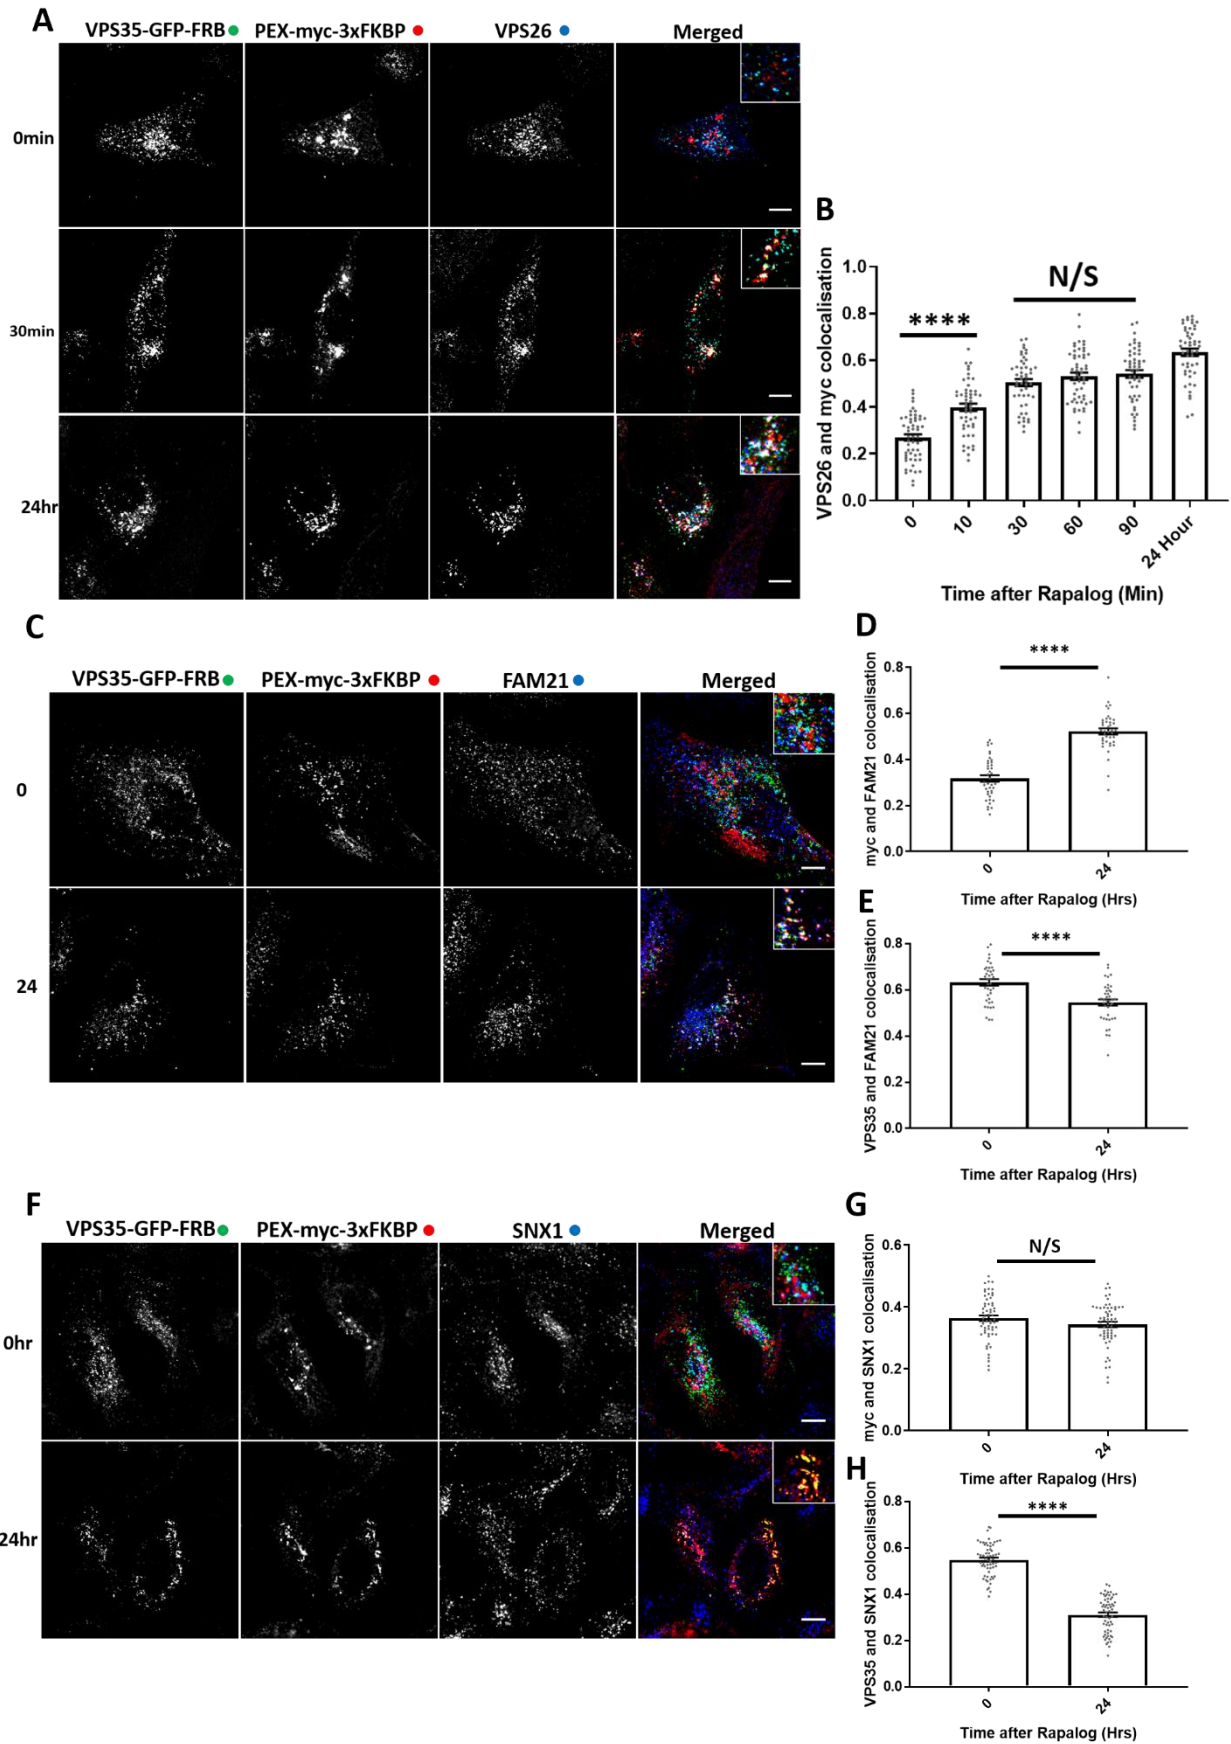 A
VPS35-GFP-FRB PEX-myc-3xFKBP VPS26 Merged
0min
30min
24hr
B
VPS26 and myc colocalisation
1.0
0.8
0.6
0.4
0.2
0.0
****
N/S
0 10 30 60 90 24 Hour
Time after Rapalog (Min)
C
VPS35-GFP-FRB PEX-myc-3xFKBP FAM21 Merged
0
24
D
myc and FAM21 colocalisation
0.8
0.6
0.4
0.2
0.0
****
0 24
Time after Rapalog (Hrs)
E
VPS35 and FAM21 colocalisation
0.8
0.6
0.4
0.2
0.0
****
0 24
Time after Rapalog (Hrs)
F
VPS35-GFP-FRB PEX-myc-3xFKBP SNX1 Merged
0hr
24hr
G
myc and SNX1 colocalisation
0.6
0.4
0.2
0.0
N/S
0 24
Time after Rapalog (Hrs)
H
VPS35 and SNX1 colocalisation
0.8
0.6
0.4
0.2
0.0
****
0 24
Time after Rapalog (Hrs)